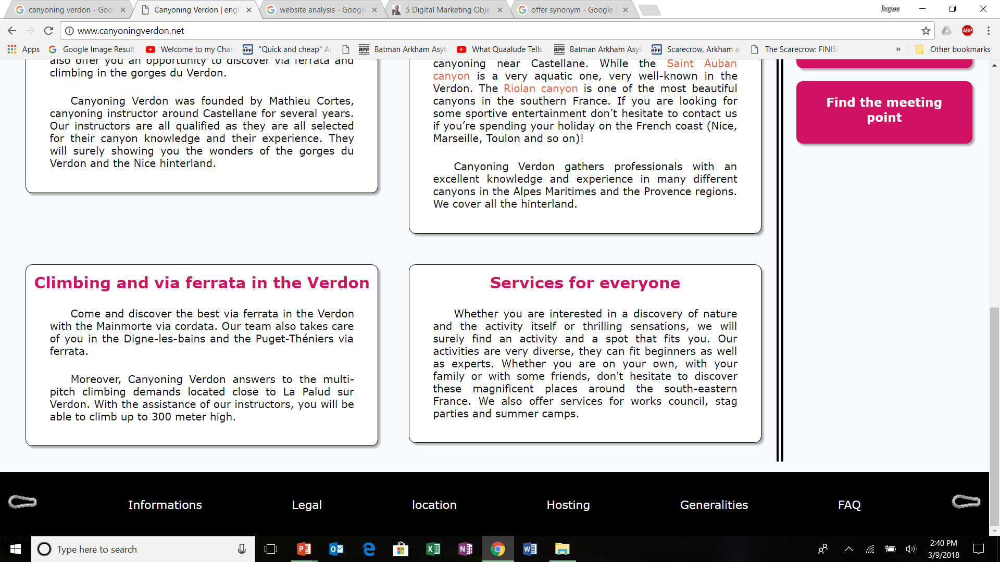 canyoning verdon - Goo
Canyoning Verdon | engl
website analysis - Google
5 Digital Marketing Obje
offer synonym - Google S
Joyee
www.canyoningverdon.net
ABP
Apps
Google Image Result
Welcome to my Chan
"Quick and cheap" Ar
Batman Arkham Asyl
What Quaalude Tells
Batman Arkham Asyl
Scarecrow, Arkham as
The Scarecrow: FINIS
»
Other bookmarks
also offer you an opportunity to discover via ferrata and
climbing in the gorges du Verdon.
Canyoning Verdon was founded by Mathieu Cortes,
canyoning instructor around Castellane for several years.
Our instructors are all qualified as they are all selected
for their canyon knowledge and their experience. They
will surely showing you the wonders of the gorges du
Verdon and the Nice hinterland.
canyoning near Castellane. While the Saint Auban
canyon is a very aquatic one, very well-known in the
Verdon. The Riolan canyon is one of the most beautiful
canyons in the southern France. If you are looking for
some sportive entertainment don’t hesitate to contact us
if you’re spending your holiday on the French coast (Nice,
Marseille, Toulon and so on)!
Canyoning Verdon gathers professionals with an
excellent knowledge and experience in many different
canyons in the Alpes Maritimes and the Provence regions.
We cover all the hinterland.
Find the meeting
point
Climbing and via ferrata in the Verdon
Come and discover the best via ferrata in the Verdon
with the Mainmorte via cordata. Our team also takes care
of you in the Digne-les-bains and the Puget-Théniers via
ferrata.
Moreover, Canyoning Verdon answers to the multi-
pitch climbing demands located close to La Palud sur
Verdon. With the assistance of our instructors, you will be
able to climb up to 300 meter high.
Services for everyone
Whether you are interested in a discovery of nature
and the activity itself or thrilling sensations, we will
surely find an activity and a spot that fits you. Our
activities are very diverse, they can fit beginners as well
as experts. Whether you are on your own, with your
family or with some friends, don't hesitate to discover
these magnificent places around the south-eastern
France. We also offer services for works council, stag
parties and summer camps.
Informations
Legal
location
Hosting
Generalities
FAQ
Type here to search
2:40 PM
3/9/2018